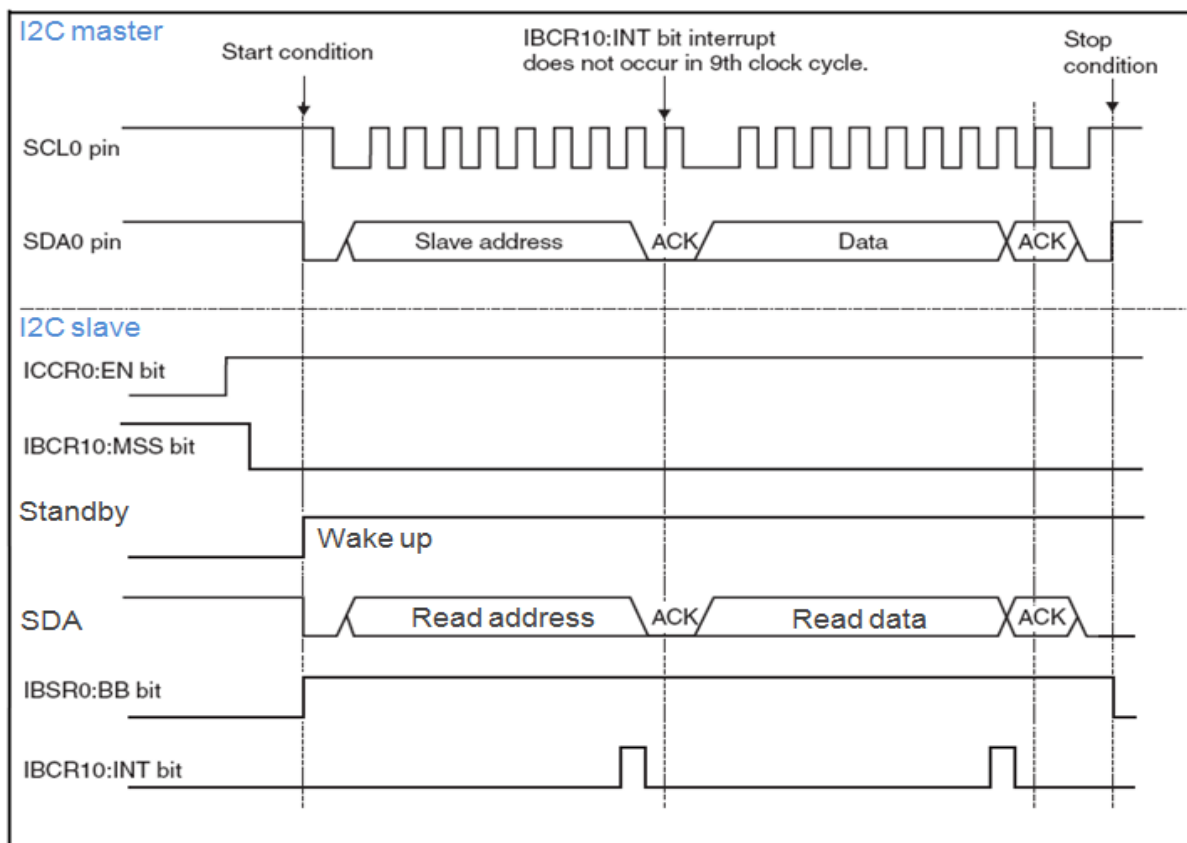 I2C master
Start condition
IBCR10:INT bit interrupt
does not occur in 9th clock cycle.
Stop
condition
SCL0 pin
SDA0 pin
Slave address
ACK
Data
ACK
I2C slave
ICCR0:EN bit
IBCR10:MSS bit
Standby
Wake up
SDA
Read address
ACK
Read data
ACK
IBSR0:BB bit
IBCR10:INT bit